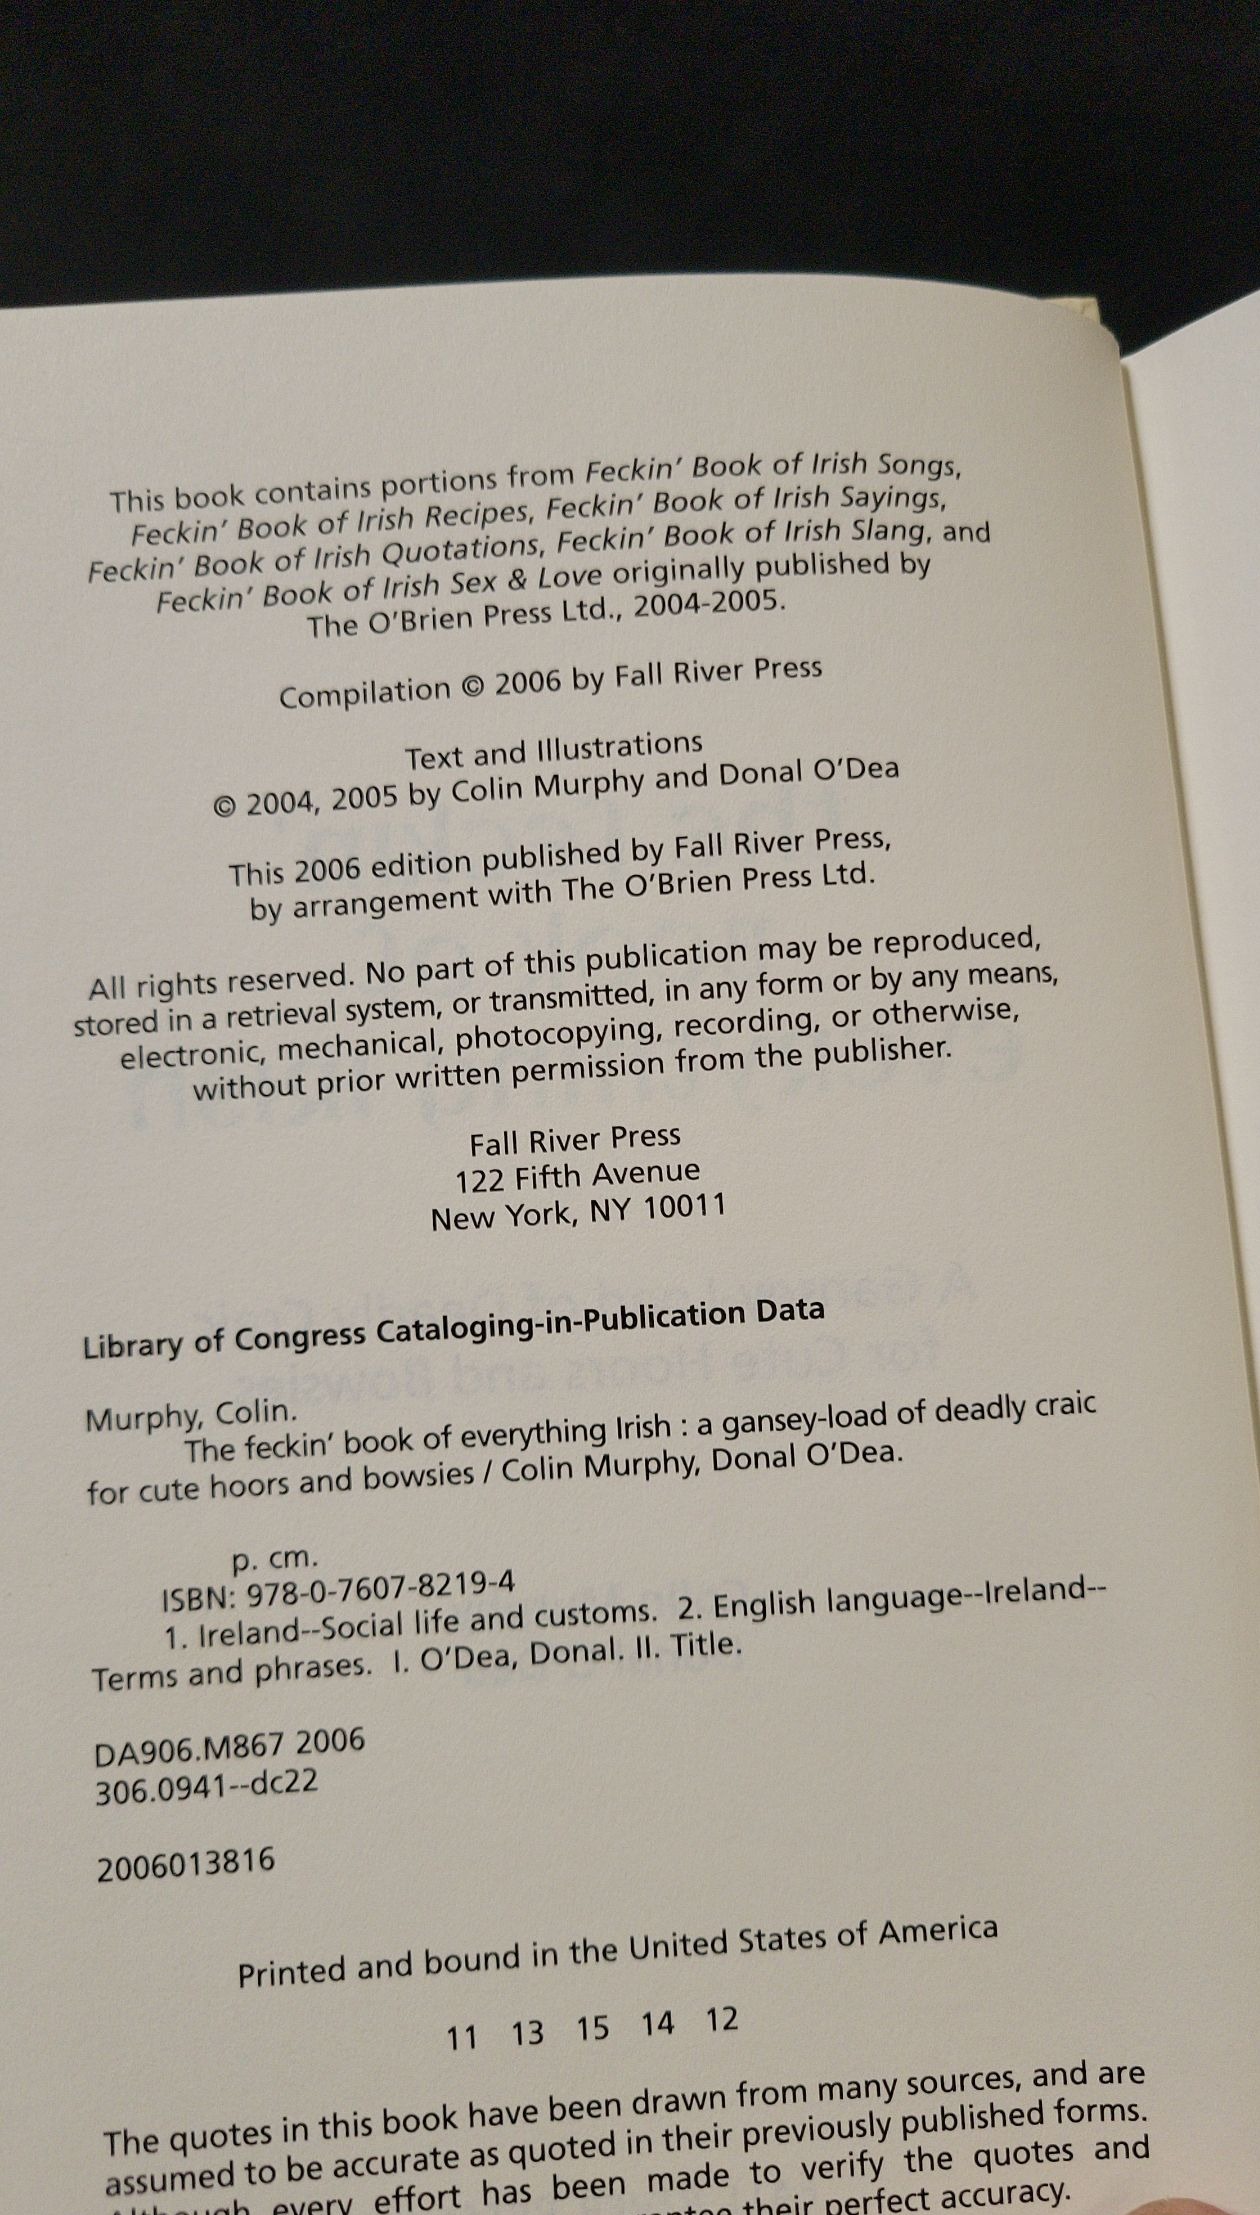 This book contains portions from Feckin' Book of Irish Songs,
Feckin' Book of Irish Recipes, Feckin' Book of Irish Sayings,
Feckin' Book of Irish Quotations, Feckin' Book of Irish Slang, and
Feckin' Book of Irish Sex & Love originally published by
The O'Brien Press Ltd., 2004-2005.
Compilation © 2006 by Fall River Press
Text and Illustrations
© 2004, 2005 by Colin Murphy and Donal O'Dea
This 2006 edition published by Fall River Press,
by arrangement with The O'Brien Press Ltd.
All rights reserved. No part of this publication may be reproduced,
stored in a retrieval system, or transmitted, in any form or by any means,
electronic, mechanical, photocopying, recording, or otherwise,
without prior written permission from the publisher.
Fall River Press
122 Fifth Avenue
New York, NY 10011
Library of Congress Cataloging-in-Publication Data
Murphy, Colin.
The feckin' book of everything Irish : a gansey-load of deadly craic
for cute hoors and bowsies / Colin Murphy, Donal O'Dea.
p. cm.
ISBN: 978-0-7607-8219-4
1. Ireland--Social life and customs. 2. English language--Ireland--
Terms and phrases. I. O'Dea, Donal. II. Title.
DA906.M867 2006
306.0941--dc22
2006013816
Printed and bound in the United States of America
11 13 15 14 12
The quotes in this book have been drawn from many sources, and are
assumed to be accurate as quoted in their previously published forms.
Although every effort has been made to verify the quotes and
their perfect accuracy.